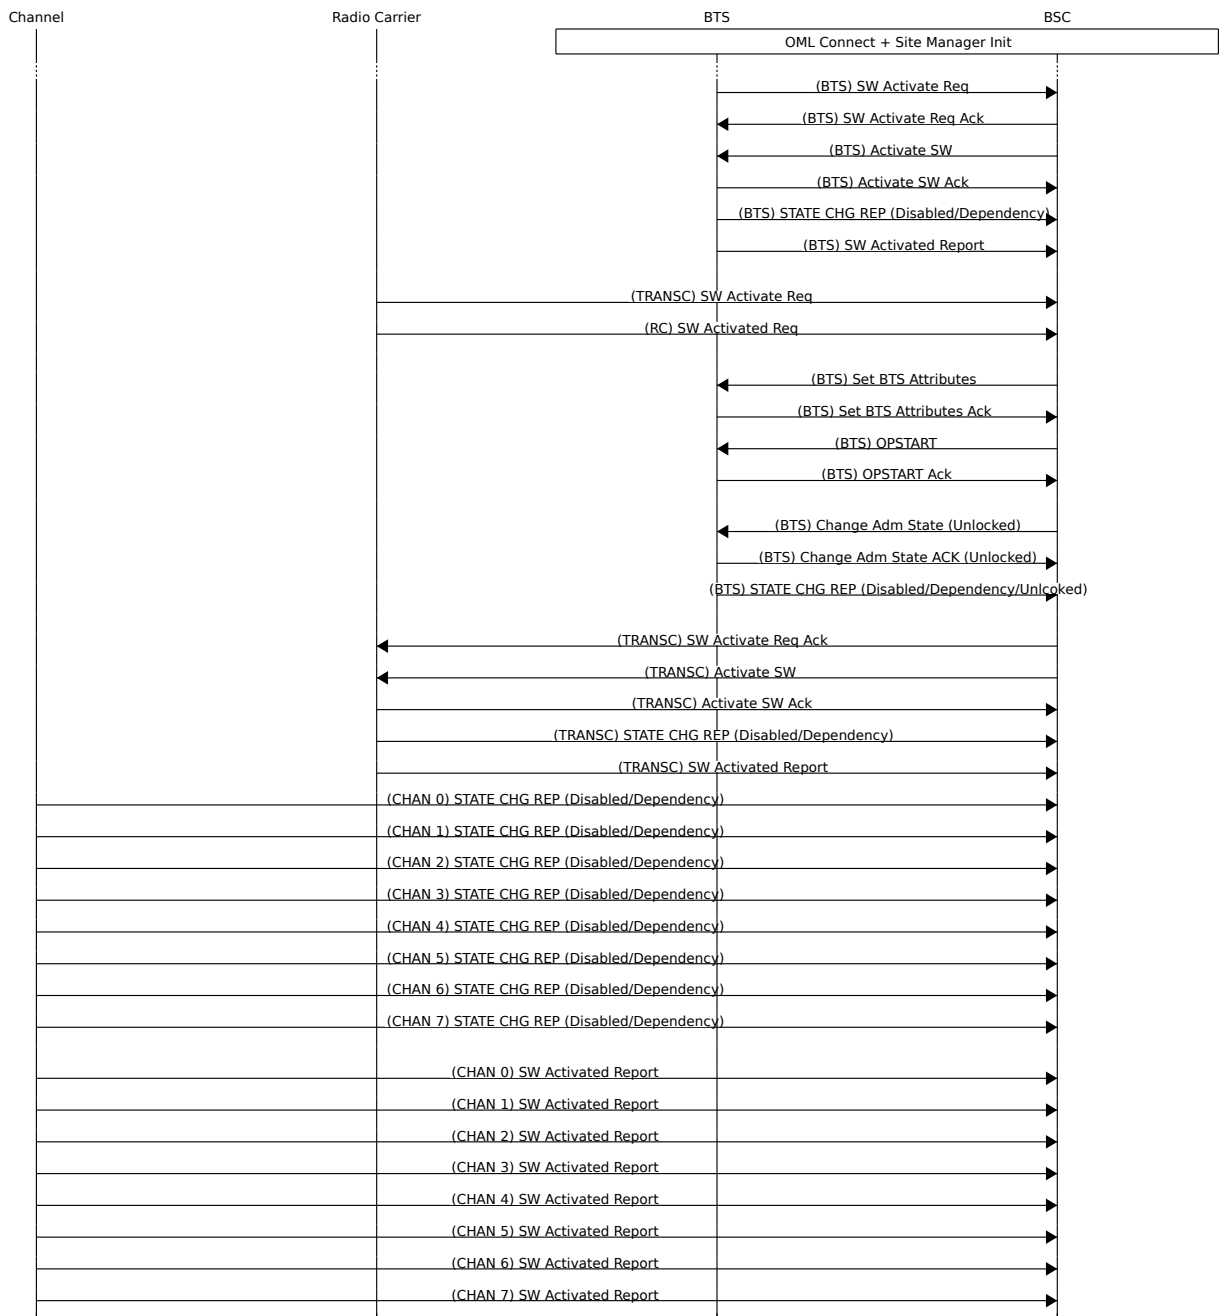 Channel Radio Carrier BTS BSC
OML Connect + Site Manager Init
(BTS) SW Activate Req
(BTS) SW Activate Req Ack
(BTS) Activate SW
(BTS) Activate SW Ack
(BTS) STATE CHG REP (Disabled/Dependency)
(BTS) SW Activated Report
(TRANSC) SW Activate Req
(RC) SW Activated Req
(BTS) Set BTS Attributes
(BTS) Set BTS Attributes Ack
(BTS) OPSTART
(BTS) OPSTART Ack
(BTS) Change Adm State (Unlocked)
(BTS) Change Adm State ACK (Unlocked)
(BTS) STATE CHG REP (Disabled/Dependency/Unlcoked)
(TRANSC) SW Activate Req Ack
(TRANSC) Activate SW
(TRANSC) Activate SW Ack
(TRANSC) STATE CHG REP (Disabled/Dependency)
(TRANSC) SW Activated Report
(CHAN 0) STATE CHG REP (Disabled/Dependency)
(CHAN 1) STATE CHG REP (Disabled/Dependency)
(CHAN 2) STATE CHG REP (Disabled/Dependency)
(CHAN 3) STATE CHG REP (Disabled/Dependency)
(CHAN 4) STATE CHG REP (Disabled/Dependency)
(CHAN 5) STATE CHG REP (Disabled/Dependency)
(CHAN 6) STATE CHG REP (Disabled/Dependency)
(CHAN 7) STATE CHG REP (Disabled/Dependency)
(CHAN 0) SW Activated Report
(CHAN 1) SW Activated Report
(CHAN 2) SW Activated Report
(CHAN 3) SW Activated Report
(CHAN 4) SW Activated Report
(CHAN 5) SW Activated Report
(CHAN 6) SW Activated Report
(CHAN 7) SW Activated Report